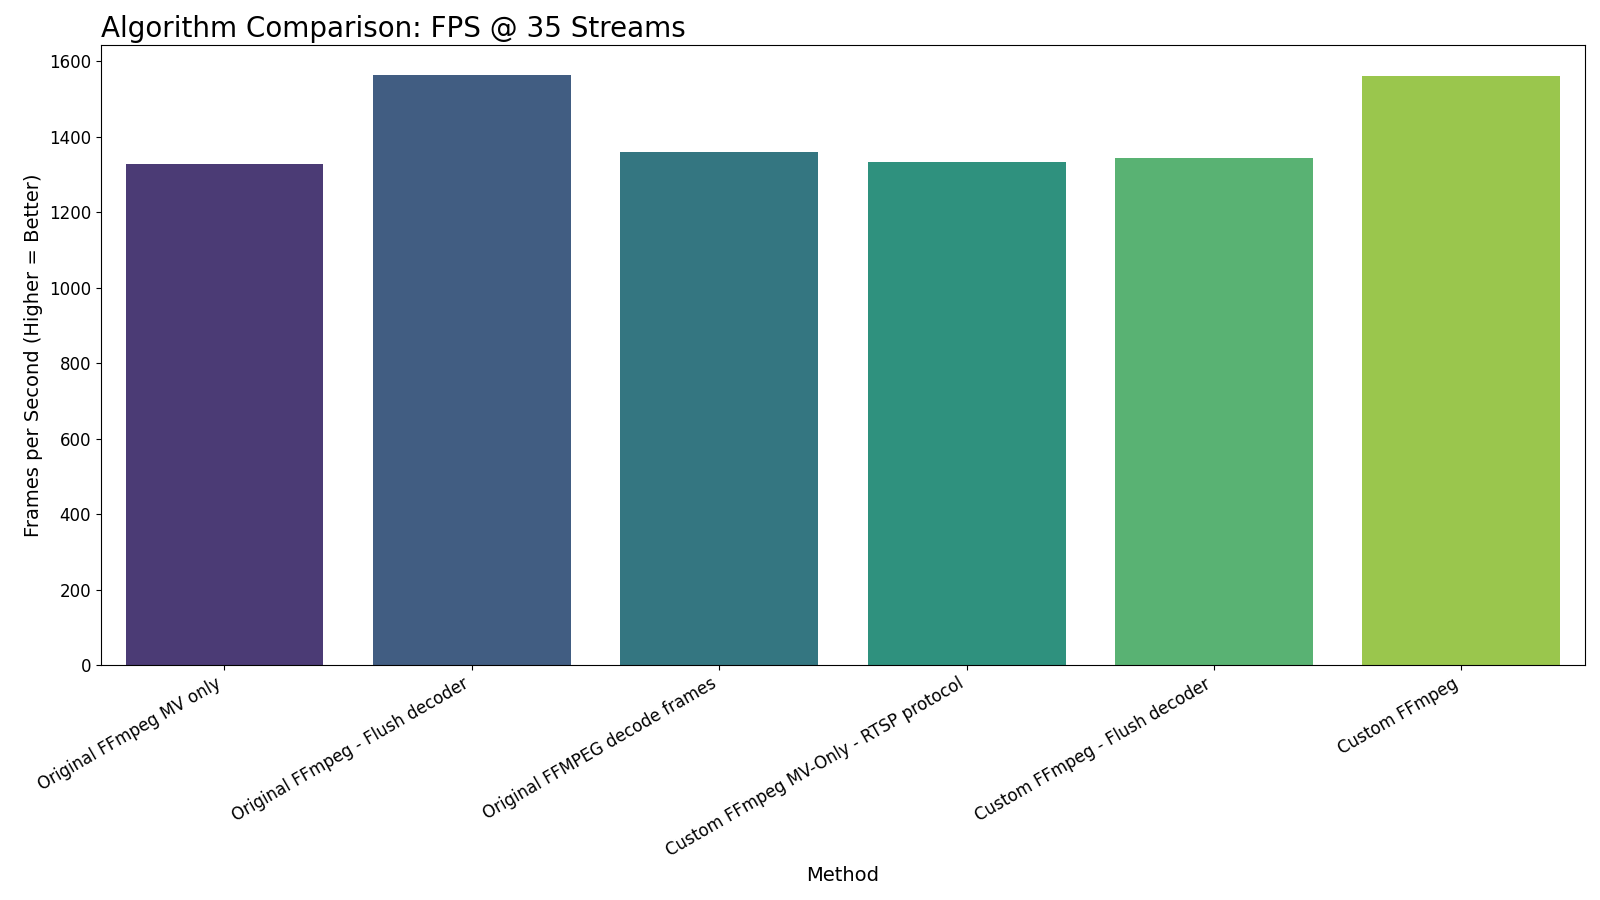 Algorithm Comparison: FPS @ 35 Streams
Frames per Second (Higher = Better)
1600
1400
1200
1000
800
600
400
200
0
Original FFmpeg MV only
Original FFmpeg - Flush decoder
Original FFMPEG decode frames
Custom FFmpeg MV-Only - RTSP protocol
Custom FFmpeg - Flush decoder
Custom FFmpeg
Method